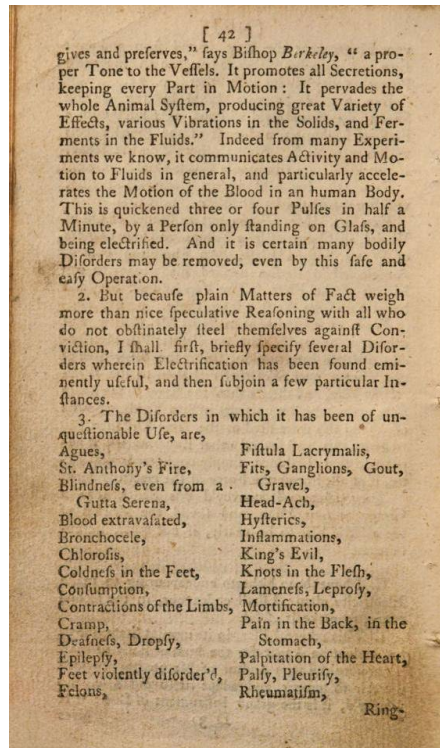 [ 42 ]
gives and preſerves," ſays Biſhop Berkeley, " a pro-
per Tone to the Veſſels. It promotes all Secretions,
keeping every Part in Motion : It pervades the
whole Animal Syſtem, producing great Variety of
Effects, various Vibrations in the Solids, and Fer-
ments in the Fluids." Indeed from many Experi-
ments we know, it communicates Activity and Mo-
tion to Fluids in general, and particularly accele-
rates the Motion of the Blood in an human Body.
This is quickened three or four Pulſes in half a
Minute, by a Perſon only ſtanding on Glaſs, and
being electrified. And it is certain many bodily
Diſorders may be removed, even by this ſafe and
eaſy Operation.
2. But becauſe plain Matters of Fact weigh
more than nice ſpeculative Reaſoning with all who
do not obſtinately ſteel themſelves againſt Con-
viction, I ſhall firſt, briefly ſpecify ſeveral Diſor-
ders wherein Electrification has been found emi-
nently uſeful, and then ſubjoin a few particular In-
ſtances.
3. The Diſorders in which it has been of un-
queſtionable Uſe, are,
Agues,
St. Anthony's Fire,
Blindneſs, even from a
Gutta Serena,
Blood extravaſated,
Bronchocele,
Chloroſis,
Coldneſs in the Feet,
Conſumption,
Contractions of the Limbs,
Cramp,
Deafneſs, Dropſy,
Epilepſy,
Feet violently diſorder'd,
Felons,
Fiſtula Lacrymalis,
Fits, Ganglions, Gout,
Gravel,
Head-Ach,
Hyſterics,
Inflammations,
King's Evil,
Knots in the Fleſh,
Lameneſs, Leproſy,
Mortification,
Pain in the Back, in the
Stomach,
Palpitation of the Heart,
Palſy, Pleuriſy,
Rheumatiſm,
Ring-